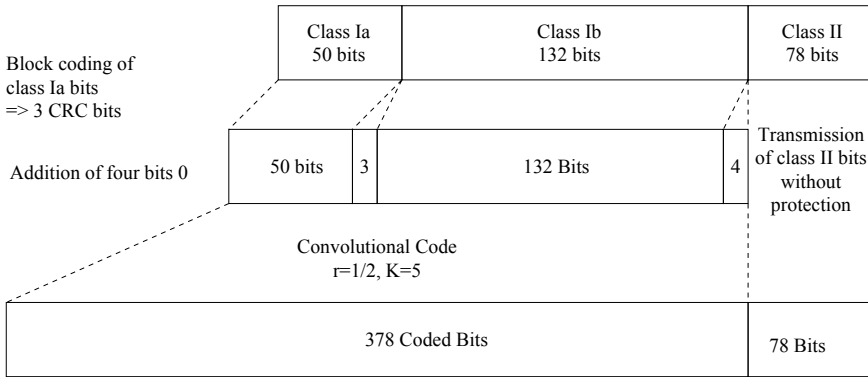 Class Ia
50 bits
Class Ib
132 bits
Class II
78 bits
Block coding of
class Ia bits
=> 3 CRC bits
Addition of four bits 0
50 bits
3
132 Bits
4
Transmission
of class II bits
without
protection
Convolutional Code
r=1/2, K=5
378 Coded Bits
78 Bits